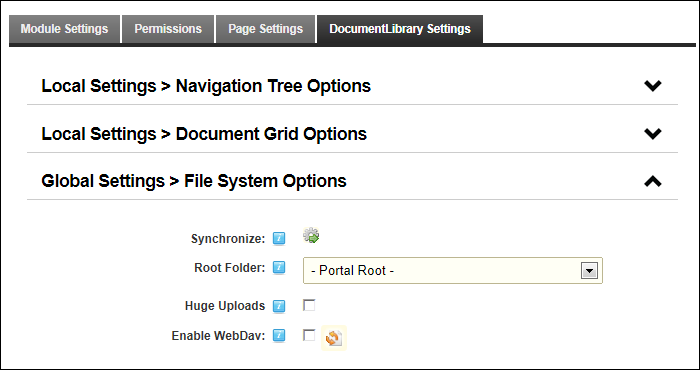 Module Settings Permissions Page Settings DocumentLibrary Settings
Local Settings > Navigation Tree Options
Local Settings > Document Grid Options
Global Settings > File System Options
Synchronize:
Root Folder: - Portal Root -
Huge Uploads
Enable WebDav: